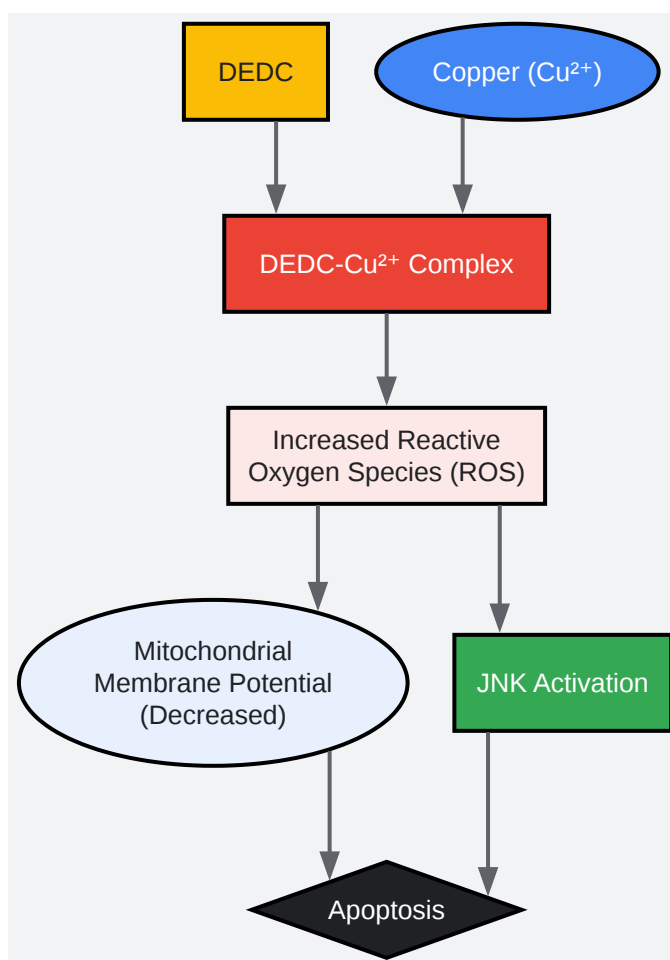 DEDC
Copper (Cu²⁺)
DEDC-Cu²⁺ Complex
Increased Reactive
Oxygen Species (ROS)
Mitochondrial
Membrane Potential
(Decreased)
JNK Activation
Apoptosis